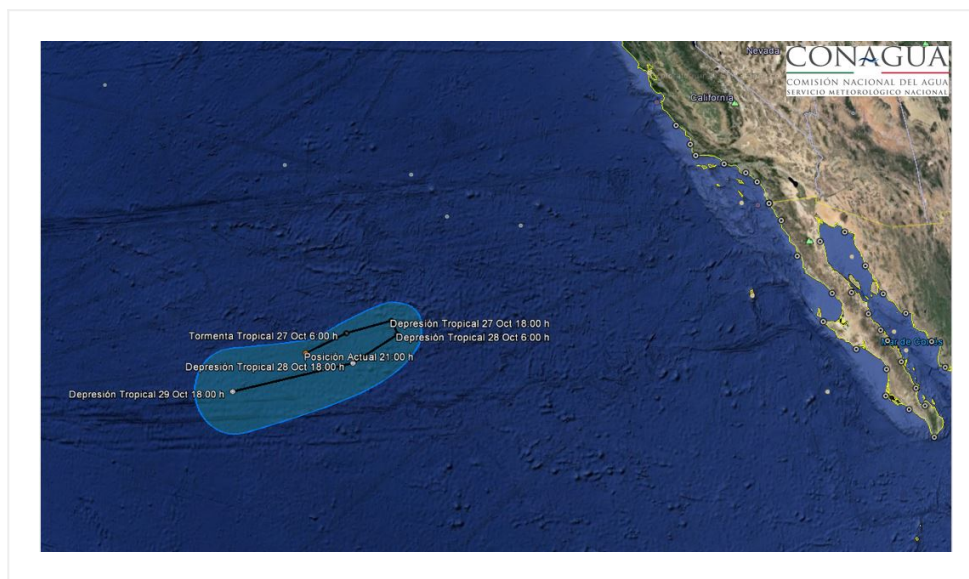 Nevada
CONAGUA
COMISIÓN NACIONAL DEL AGUA
SERVICIO METEOROLÓGICO NACIONAL
California
Depresión Tropical 27 Oct 18:00 h
Tormenta Tropical 27 Oct 6:00 h
Depresión Tropical 28 Oct 6:00 h
Posición Actual 21:00 h
Depresión Tropical 28 Oct 18:00 h
Depresión Tropical 29 Oct 18:00 h